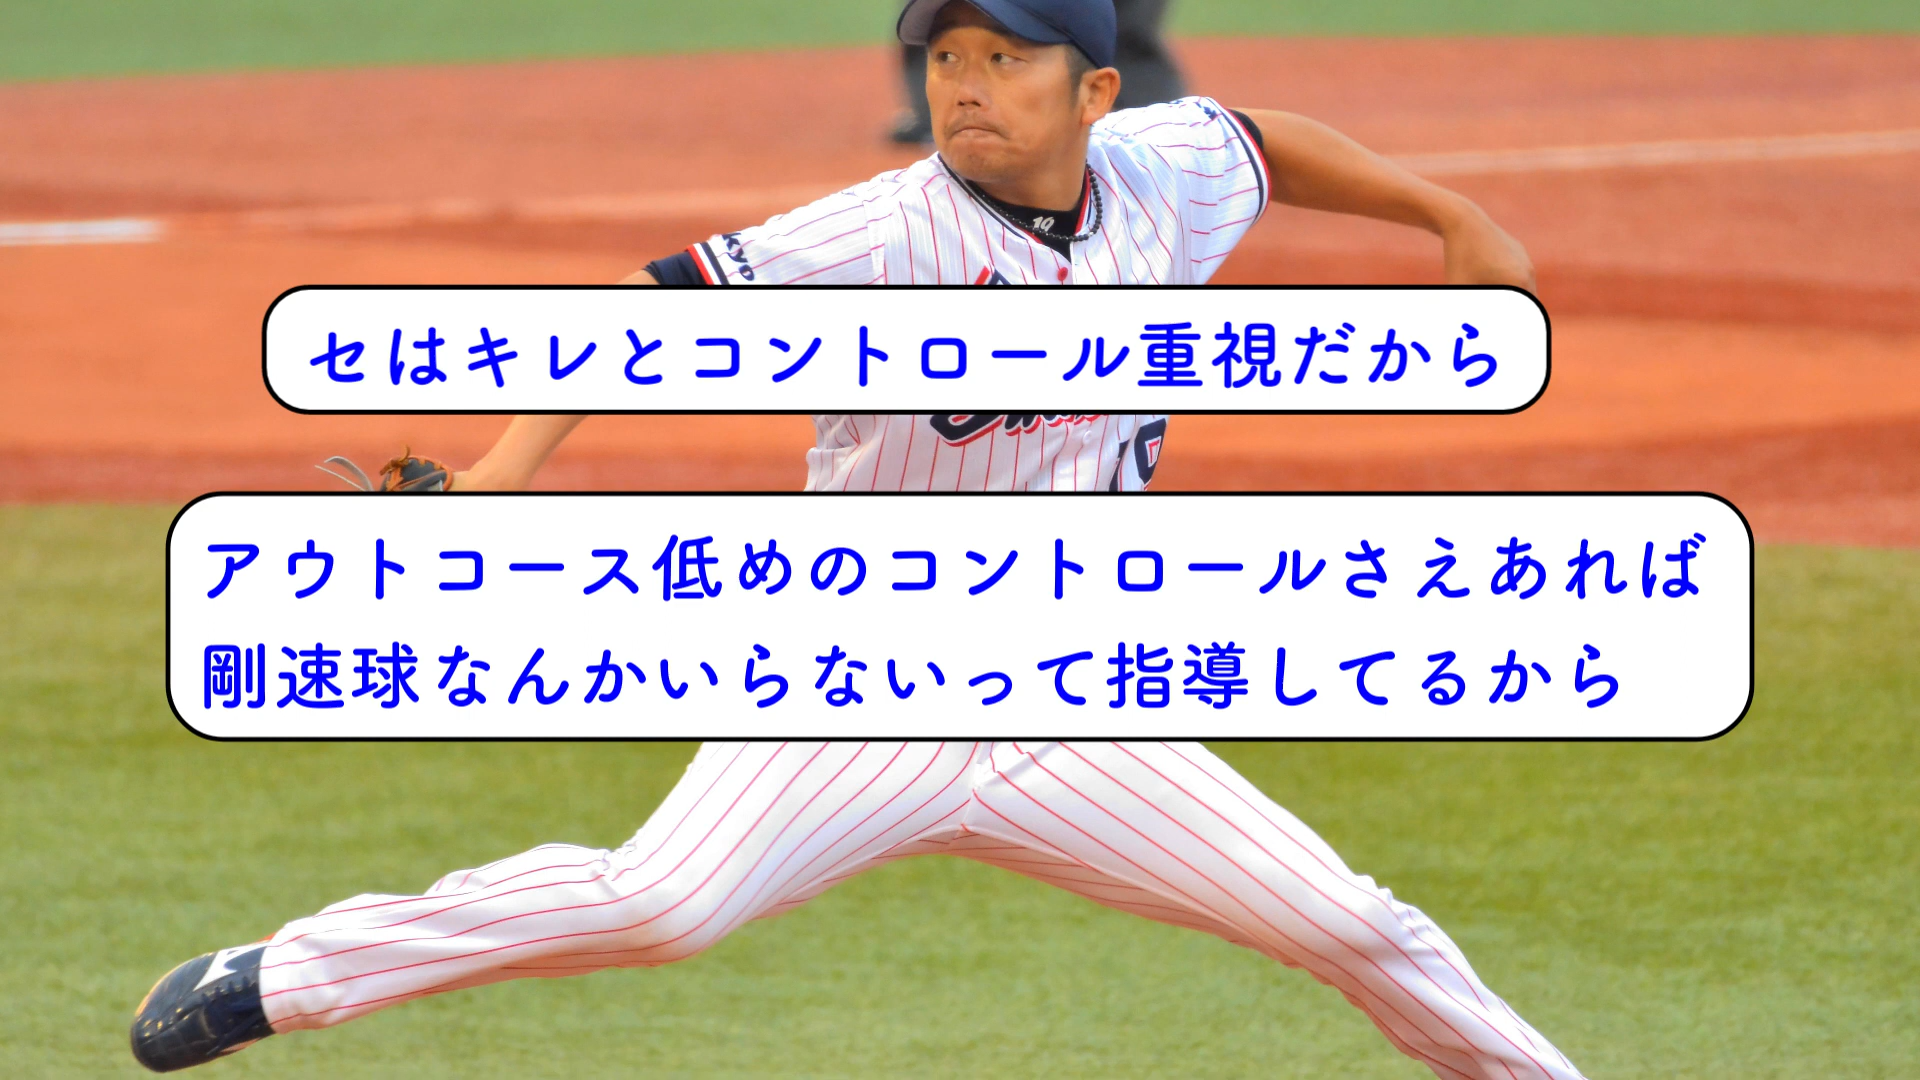 kyo
19
セはキレとコントロール重視だから
アウトコース低めのコントロールさえあれば
剛速球なんかいらないって指導してるから